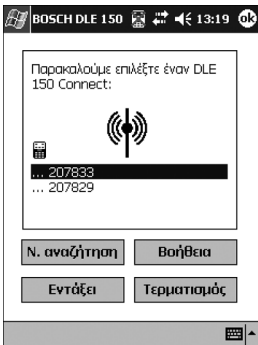 BOSCH DLE 150 13:19 ok
Παρακαλούμε επιλέξτε έναν DLE
150 Connect:
... 207833
... 207829
Ν. αναζήτηση Βοήθεια
Εντάξει Τερματισμός